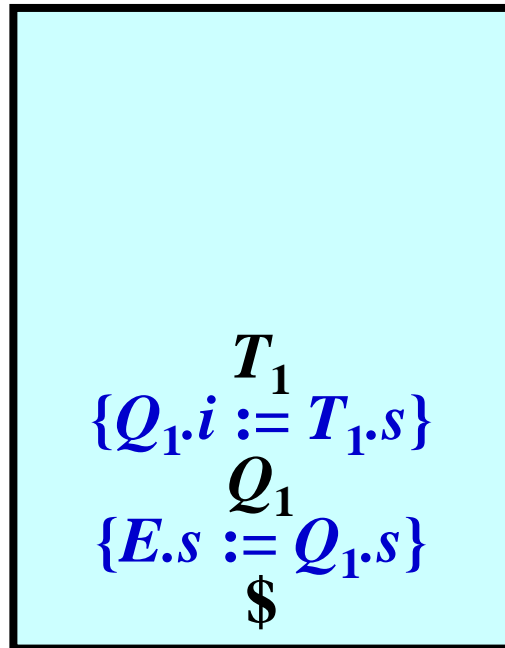 T₁
{Q₁.i := T₁.s}
Q₁
{E.s := Q₁.s}
$